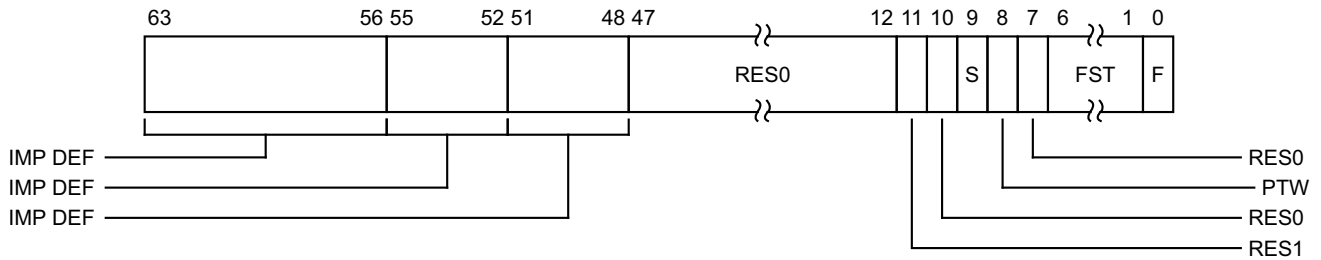 63 56 55 52 51 48 47 12 11 10 9 8 7 6 1 0
RES0 S FST F
IMP DEF RES0
IMP DEF PTW
IMP DEF RES0
RES1